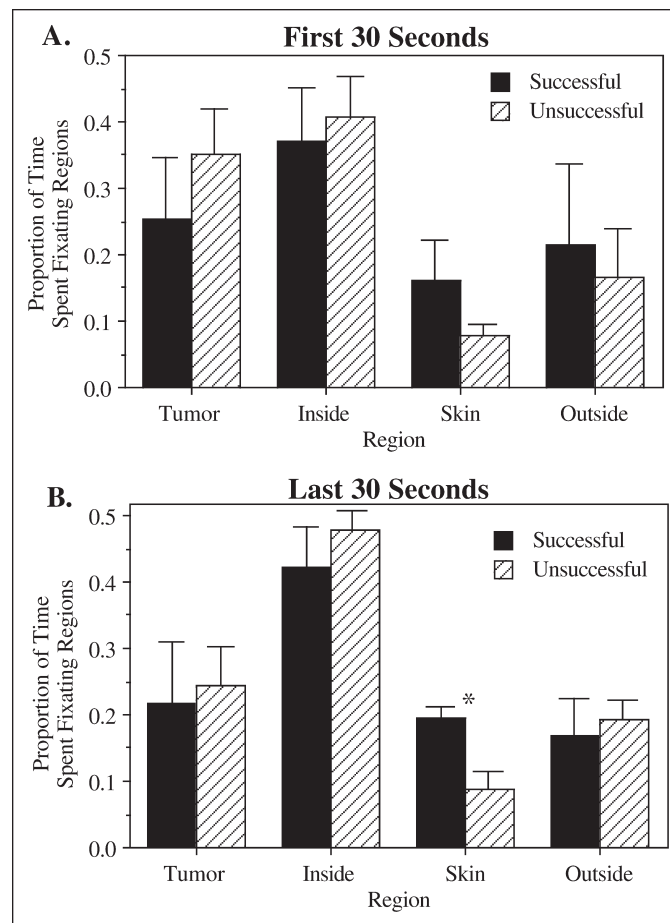 A.
First 30 Seconds
Successful
Unsuccessful
0.5
0.4
0.3
0.2
0.1
0.0
Proportion of Time
Spent Fixating Regions
Tumor Inside Skin Outside
Region
B.
Last 30 Seconds
Successful
Unsuccessful
0.5
0.4
0.3
0.2
0.1
0.0
Proportion of Time
Spent Fixating Regions
*
Tumor Inside Skin Outside
Region